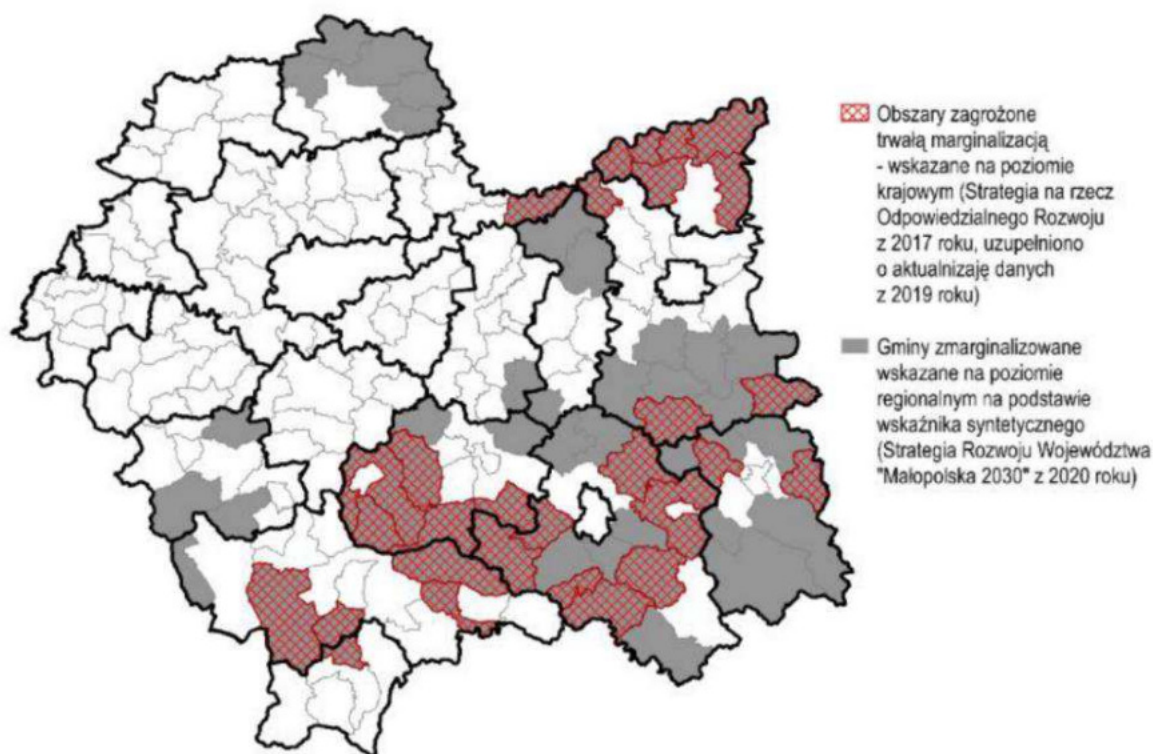 Obszary zagrożone
trwałą marginalizacją
- wskazane na poziomie
krajowym (Strategia na rzecz
Odpowiedzialnego Rozwoju
z 2017 roku, uzupełniono
o aktualnizaję danych
z 2019 roku)
Gminy zmarginalizowane
wskazane na poziomie
regionalnym na podstawie
wskaźnika syntetycznego
(Strategia Rozwoju Województwa
"Małopolska 2030" z 2020 roku)